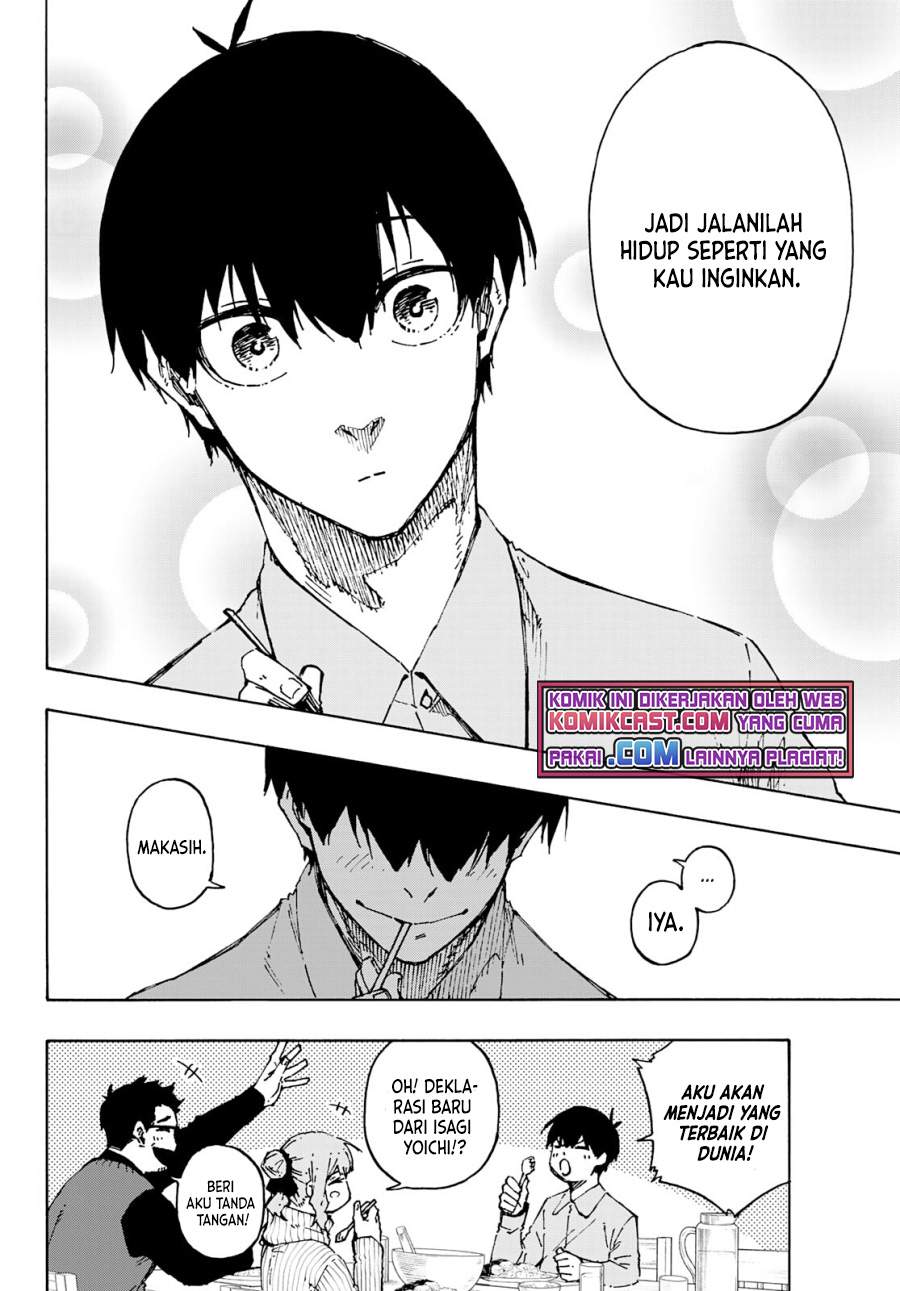 JADI JALANILAH
HIDUP SEPERTI YANG
KAU INGINKAN.
KOMIK INI DIKERJAKAN OLEH WEB
KOMIKCAST.COM YANG CUMA
PAKAI .COM LAINNYA PLAGIAT!
...
IYA.
MAKASIH.
AKU AKAN
MENJADI YANG
TERBAIK DI
DUNIA!
OH! DEKLA-
RASI BARU
DARI ISAGI
YOICHI!?
BERI
AKU TANDA
TANGAN!